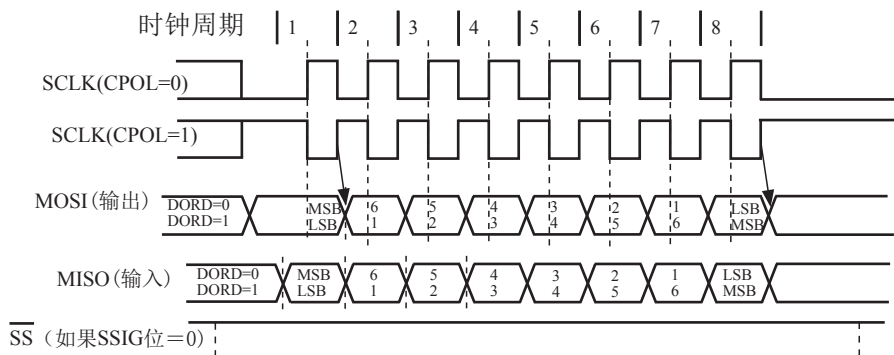 时钟周期 1 2 3 4 5 6 7 8
SCLK(CPOL=0)
SCLK(CPOL=1)
MOSI(输出) DORD=0 MSB 6 5 4 3 2 1 LSB
DORD=1 LSB 1 2 3 4 5 6 MSB
MISO(输入) DORD=0 MSB 6 5 4 3 2 1 LSB
DORD=1 LSB 1 2 3 4 5 6 MSB
SS（如果SSIG位＝0）